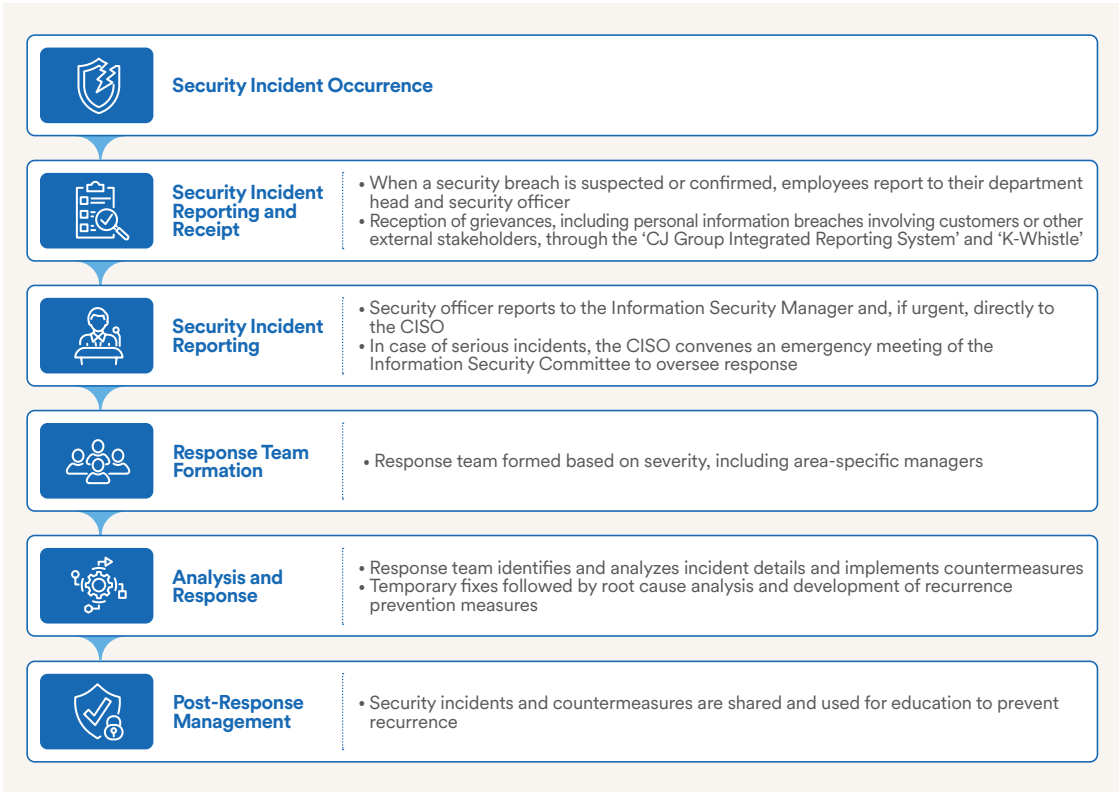 Security Incident Occurrence
Security Incident
Reporting and
Receipt
• When a security breach is suspected or confirmed, employees report to their department
head and security officer
• Reception of grievances, including personal information breaches involving customers or other
external stakeholders, through the ‘CJ Group Integrated Reporting System’ and ‘K-Whistle’
Security Incident
Reporting
• Security officer reports to the Information Security Manager and, if urgent, directly to
the CISO
• In case of serious incidents, the CISO convenes an emergency meeting of the
Information Security Committee to oversee response
Response Team
Formation
• Response team formed based on severity, including area-specific managers
Analysis and
Response
• Response team identifies and analyzes incident details and implements countermeasures
• Temporary fixes followed by root cause analysis and development of recurrence
prevention measures
Post-Response
Management
• Security incidents and countermeasures are shared and used for education to prevent
recurrence